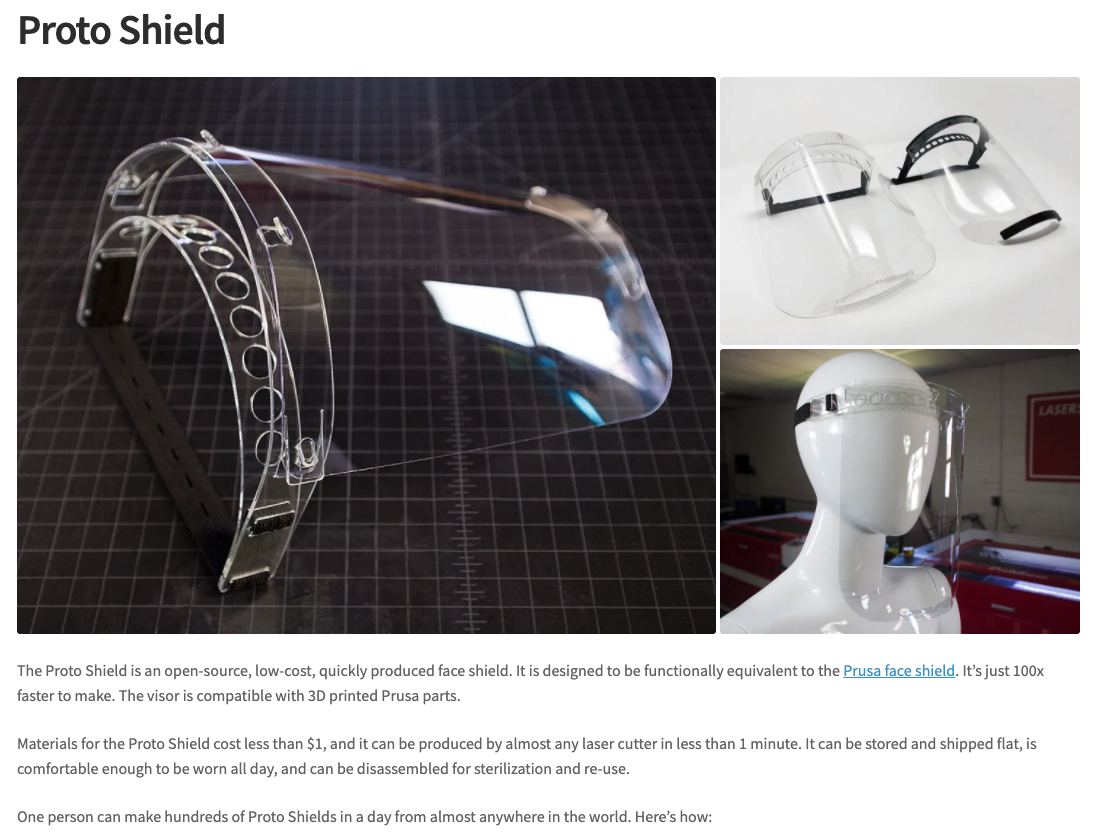 Proto Shield
LASERS
The Proto Shield is an open-source, low-cost, quickly produced face shield. It is designed to be functionally equivalent to the Prusa face shield. It’s just 100x
faster to make. The visor is compatible with 3D printed Prusa parts.
Materials for the Proto Shield cost less than $1, and it can be produced by almost any laser cutter in less than 1 minute. It can be stored and shipped flat, is
comfortable enough to be worn all day, and can be disassembled for sterilization and re-use.
One person can make hundreds of Proto Shields in a day from almost anywhere in the world. Here’s how: